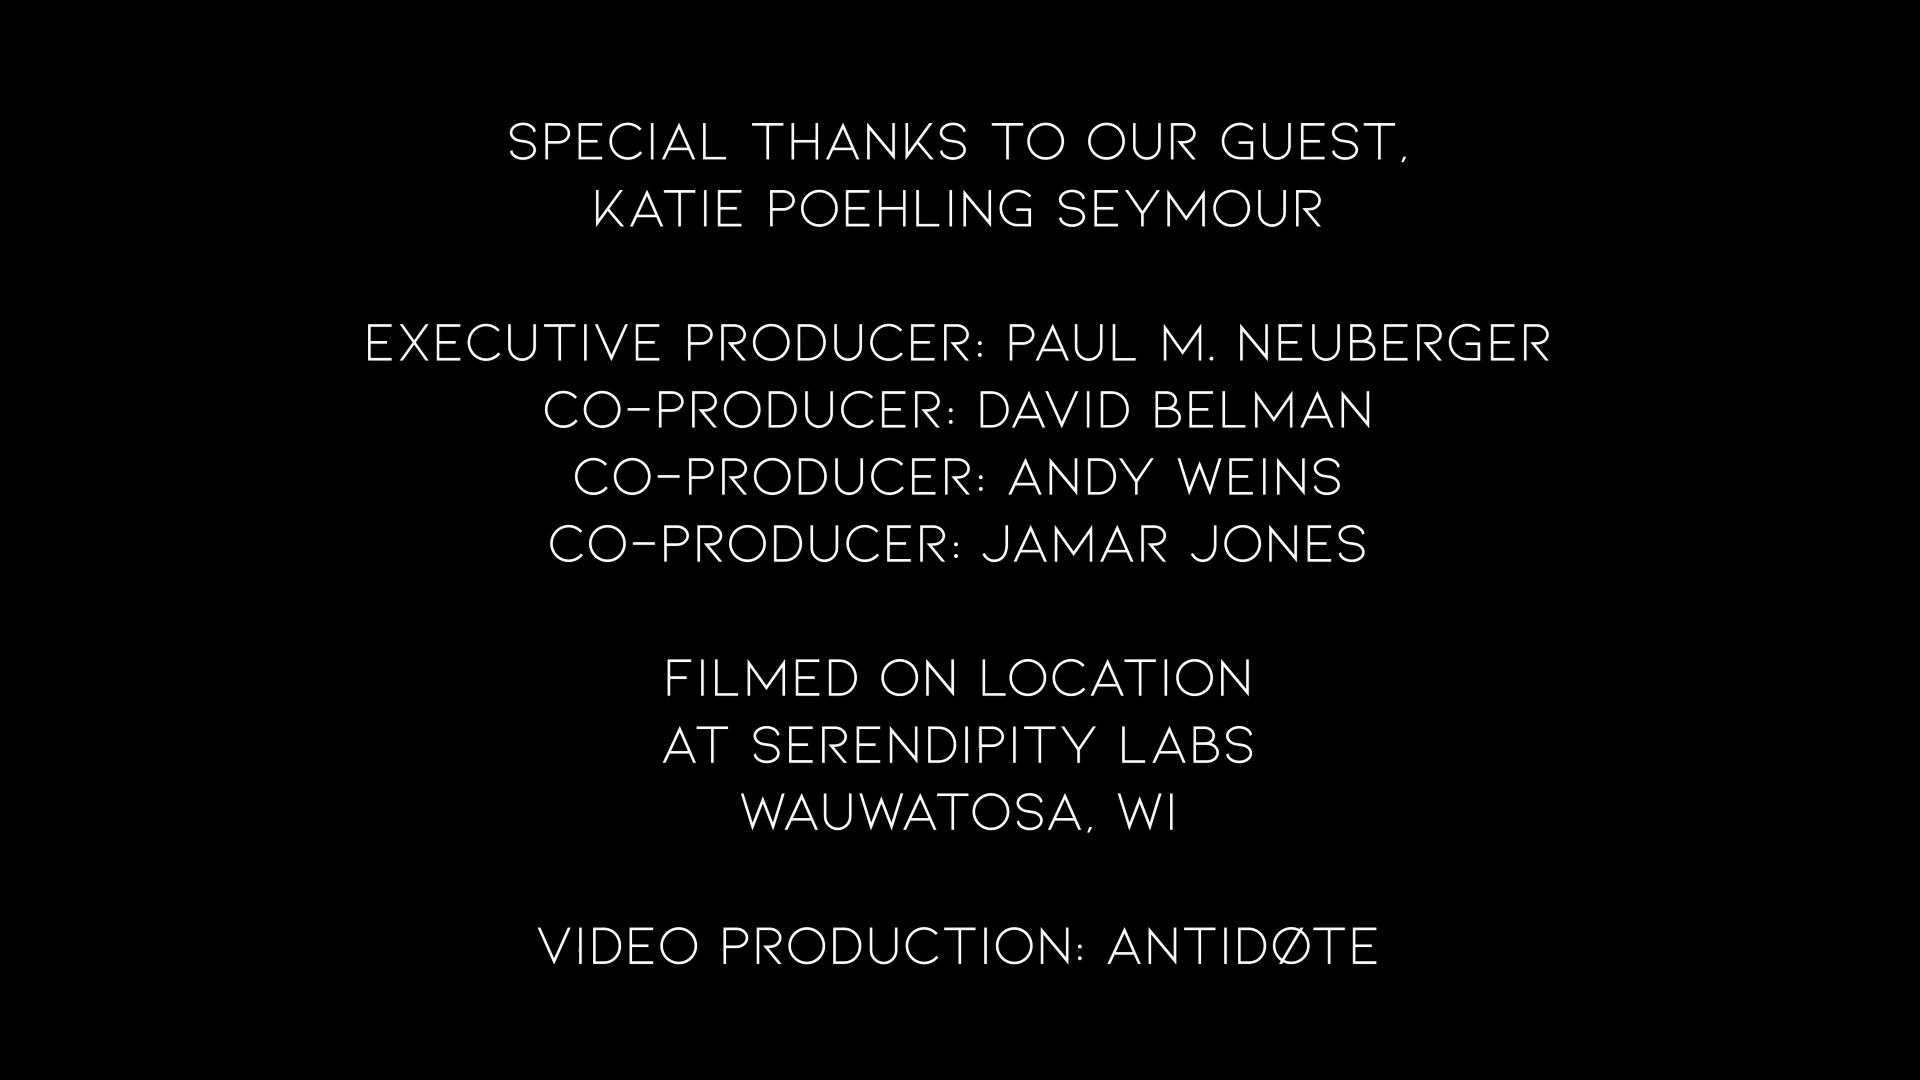 SPECIAL THANKS TO OUR GUEST,
KATIE POEHLING SEYMOUR
EXECUTIVE PRODUCER: PAUL M. NEUBERGER
CO-PRODUCER: DAVID BELMAN
CO-PRODUCER: ANDY WEINS
CO-PRODUCER: JAMAR JONES
FILMED ON LOCATION
AT SERENDIPITY LABS
WAUWATOSA, WI
VIDEO PRODUCTION: ANTIDØTE